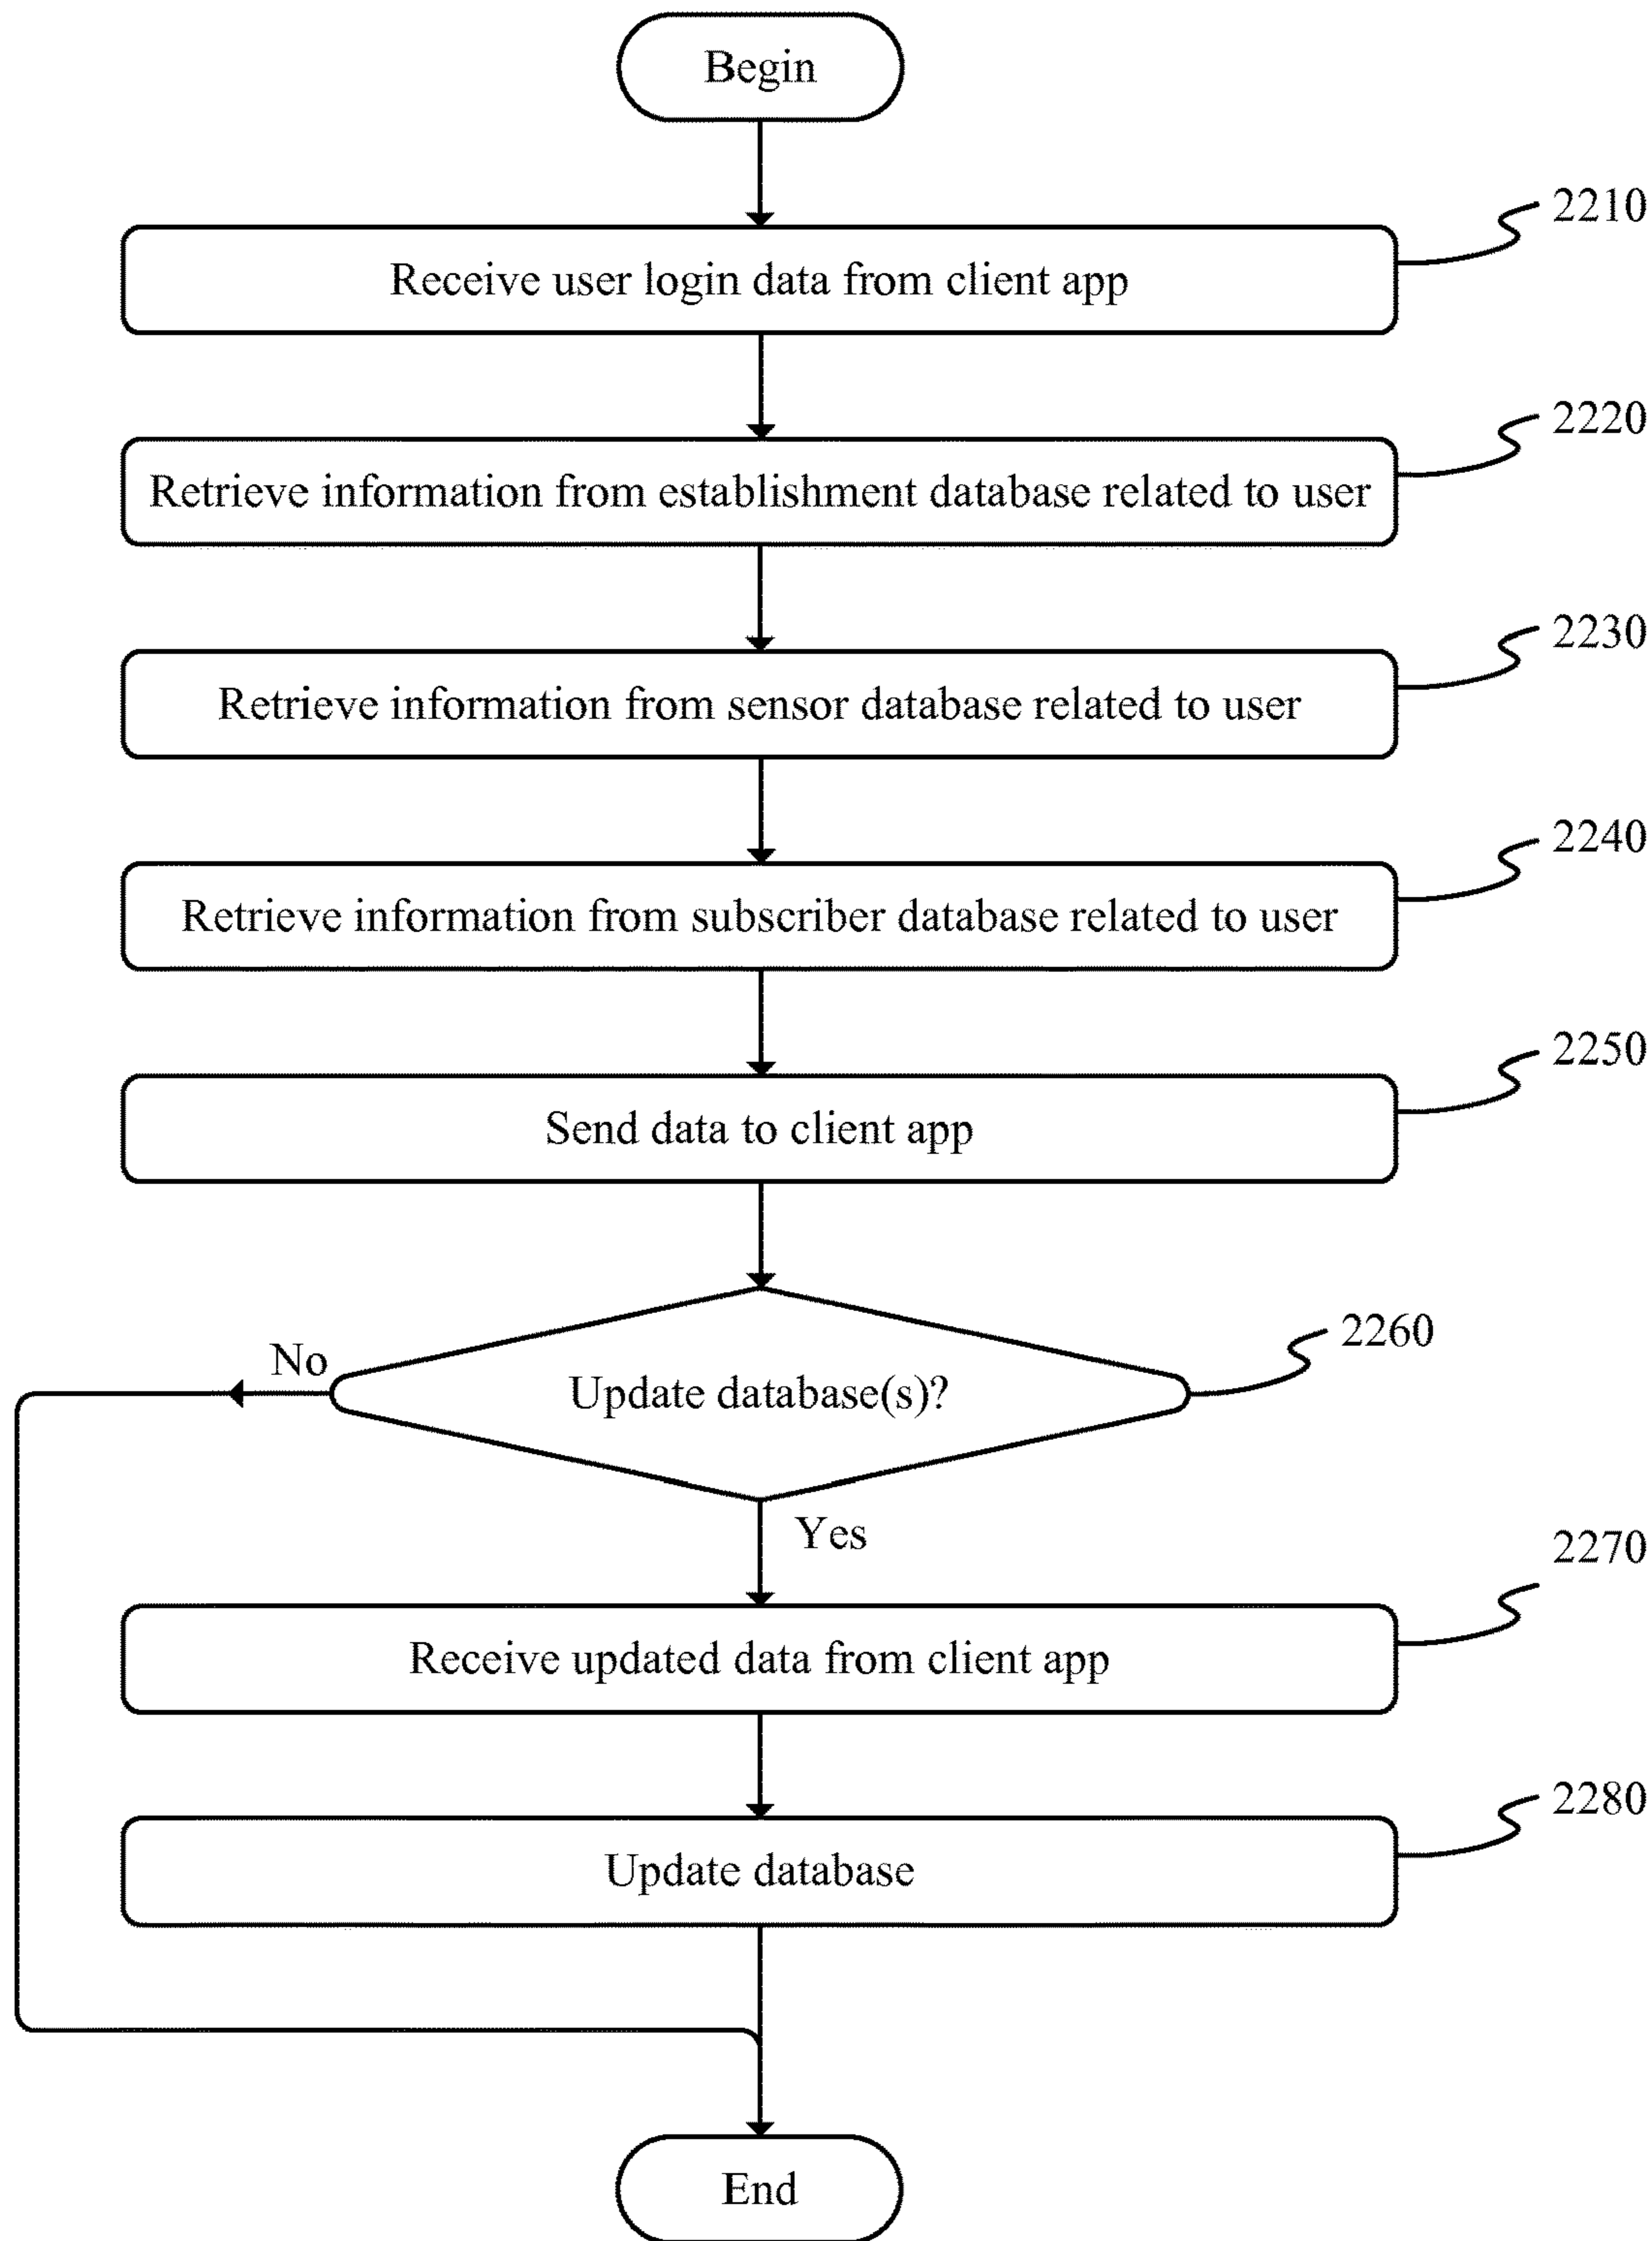 Begin
2210
Receive user login data from client app
2220
Retrieve information from establishment database related to user
2230
Retrieve information from sensor database related to user
2240
Retrieve information from subscriber database related to user
2250
Send data to client app
2260
No
Update database(s)?
Yes
2270
Receive updated data from client app
2280
Update database
End